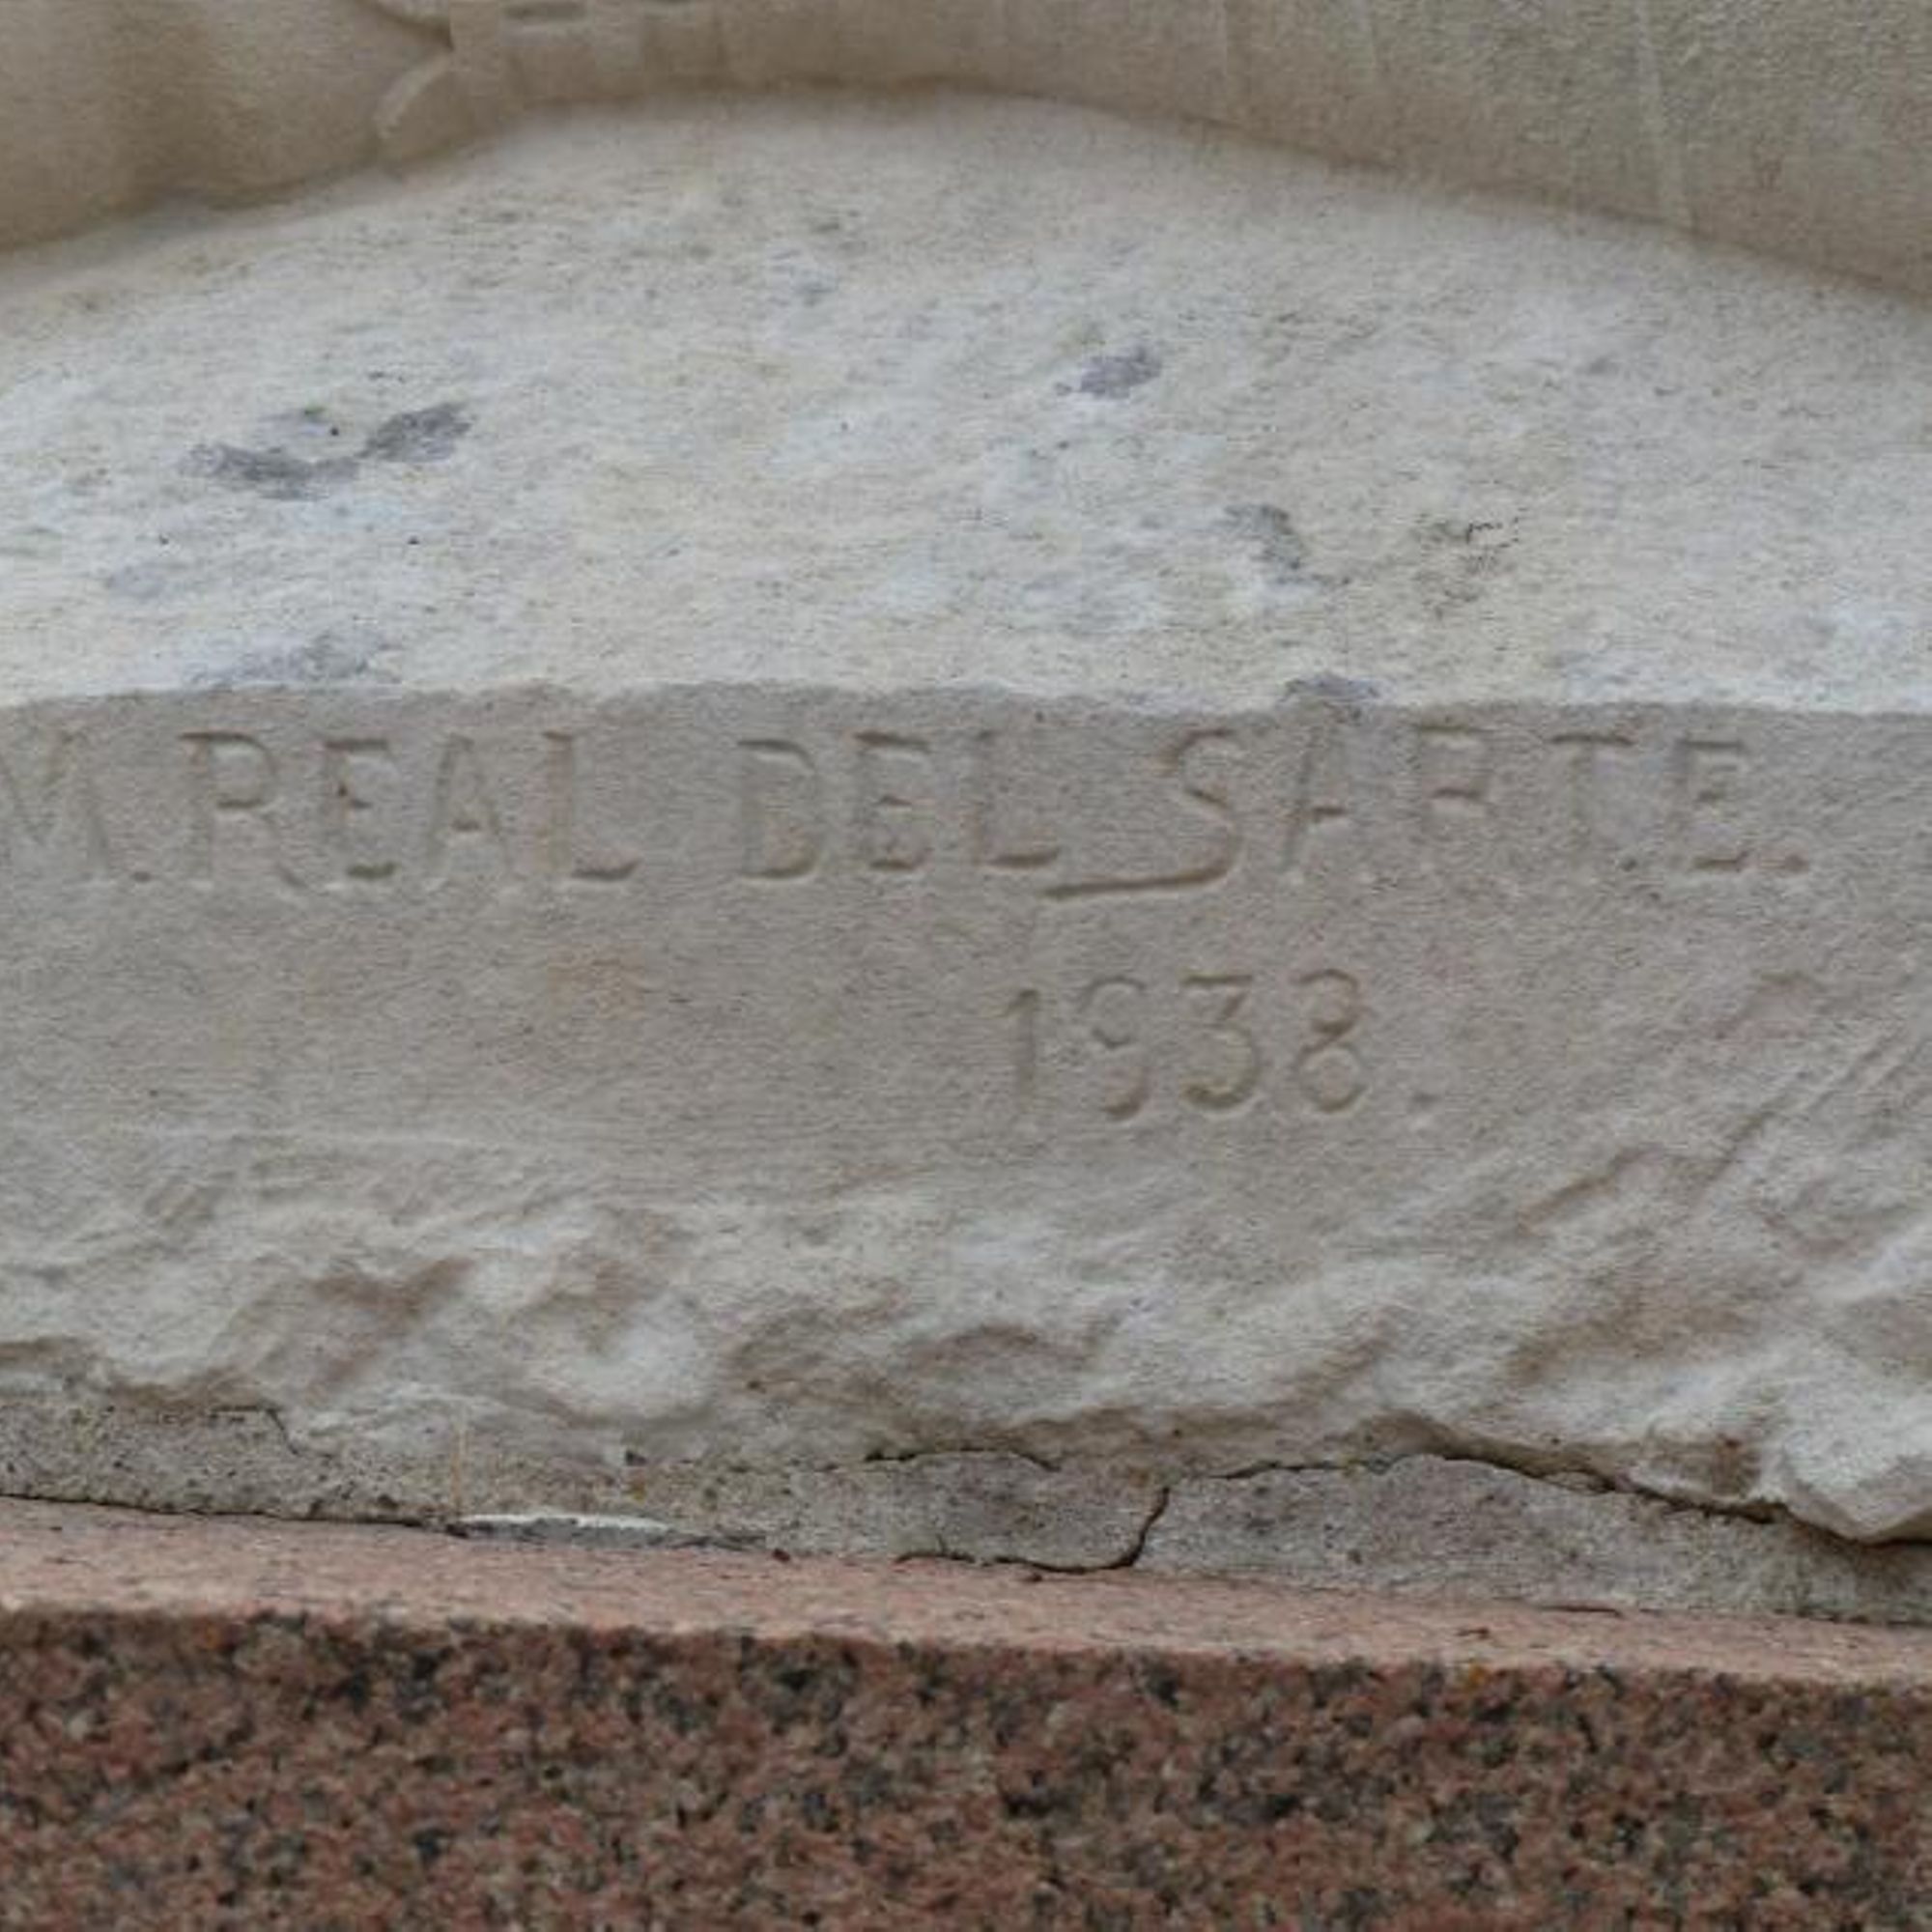 M. REAL DEL SARTE.
1938.